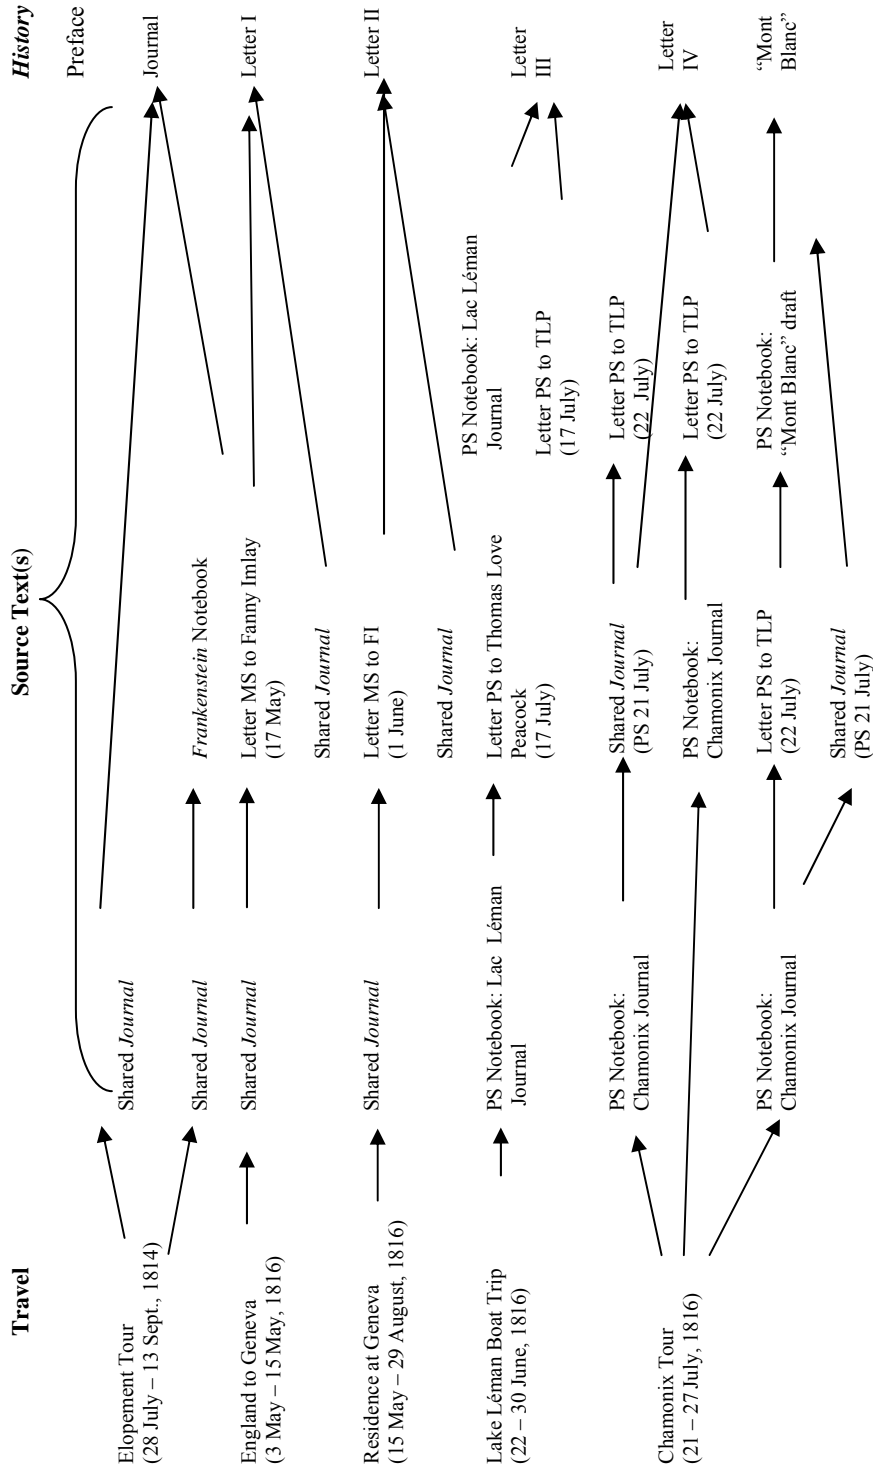 Travel
Source Text(s)
History
Preface
Elopement Tour
(28 July – 13 Sept., 1814)
Shared Journal
Journal
Shared Journal
Frankenstein Notebook
England to Geneva
(3 May – 15 May, 1816)
Shared Journal
Letter MS to Fanny Imlay
(17 May)
Letter I
Shared Journal
Residence at Geneva
(15 May – 29 August, 1816)
Shared Journal
Letter MS to FI
(1 June)
Letter II
Shared Journal
Lake Léman Boat Trip
(22 – 30 June, 1816)
PS Notebook: Lac Léman
Journal
Letter PS to Thomas Love
Peacock
(17 July)
PS Notebook: Lac Léman
Journal
Letter
III
Letter PS to TLP
(17 July)
Chamonix Tour
(21 – 27 July, 1816)
PS Notebook:
Chamonix Journal
Shared Journal
(PS 21 July)
Letter PS to TLP
(22 July)
Letter
IV
PS Notebook:
Chamonix Journal
Letter PS to TLP
(22 July)
PS Notebook:
Chamonix Journal
Letter PS to TLP
(22 July)
PS Notebook:
“Mont Blanc” draft
“Mont
Blanc”
Shared Journal
(PS 21 July)